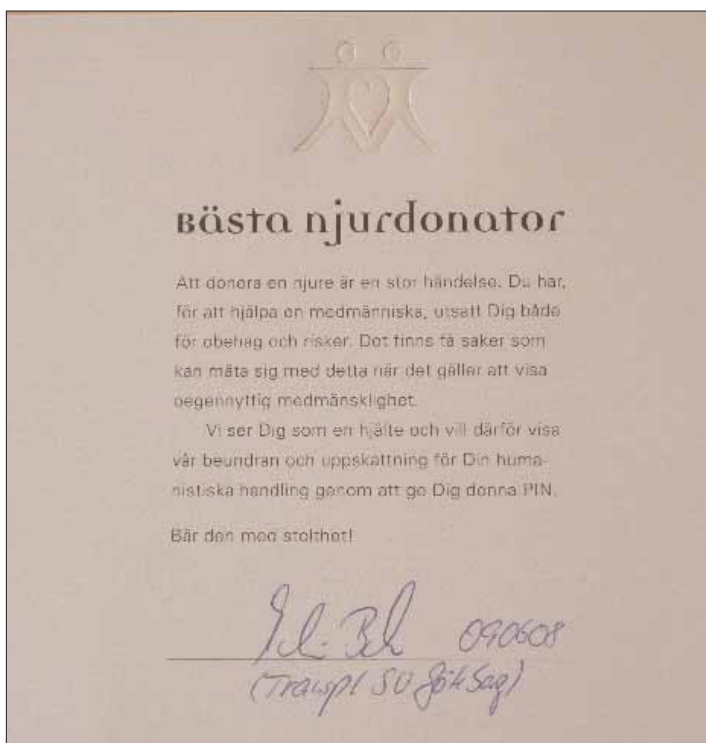 Bästa njurdonator
Att donera en njure är en stor händelse. Du har,
för att hjälpa en medmänniska, utsatt Dig både
för obehag och risker. Det finns få saker som
kan mäta sig med detta när det gäller att visa
oegennyttig medmänsklighet.
Vi ser Dig som en hjälte och vill därför visa
vår beundran och uppskattning för Din huma-
nistiska handling genom att ge Dig denna PIN.
Bär den med stolthet!
090608
(Transpl SU